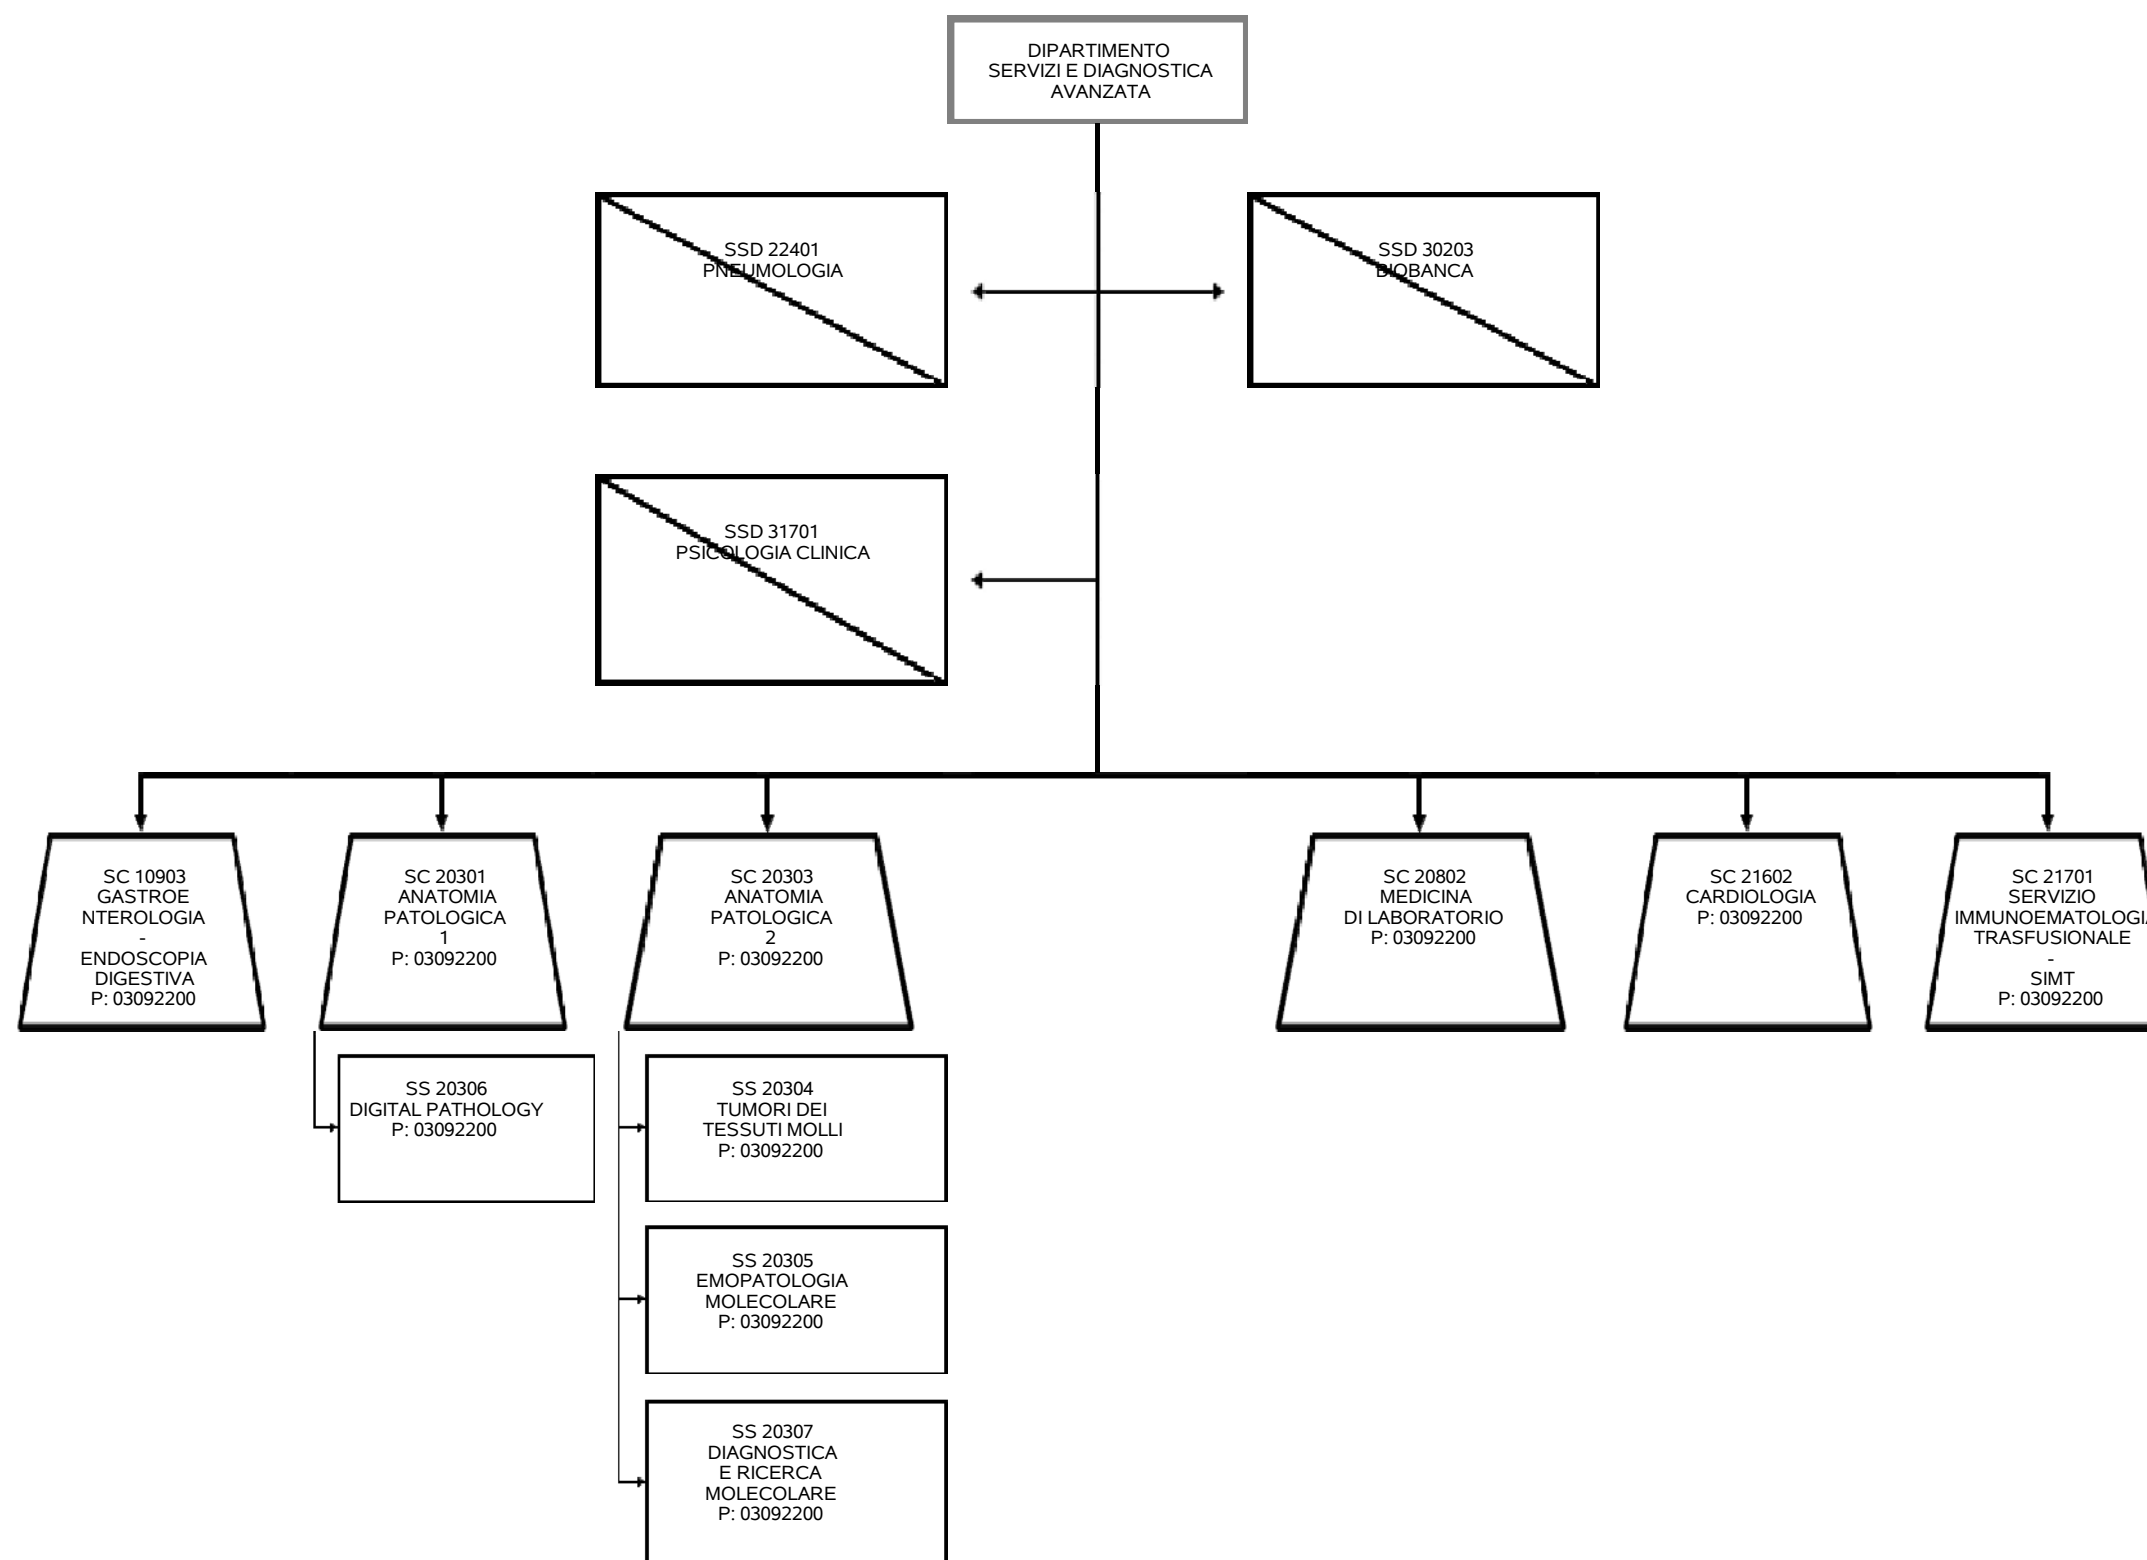 DIPARTIMENTO
SERVIZI E DIAGNOSTICA
AVANZATA
SSD 22401
PNEUMOLOGIA
SSD 30203
BIOBANCA
SSD 31701
PSICOLOGIA CLINICA
SC 10903
GASTROE
NTEROLOGIA
-
ENDOSCOPIA
DIGESTIVA
P: 03092200
SC 20301
ANATOMIA
PATOLOGICA
1
P: 03092200
SC 20303
ANATOMIA
PATOLOGICA
2
P: 03092200
SC 20802
MEDICINA
DI LABORATORIO
P: 03092200
SC 21602
CARDIOLOGIA
P: 03092200
SC 21701
SERVIZIO
IMMUNOEMATOLOGIA
TRASFUSIONALE
-
SIMT
P: 03092200
SS 20306
DIGITAL PATHOLOGY
P: 03092200
SS 20304
TUMORI DEI
TESSUTI MOLLI
P: 03092200
SS 20305
EMOPATOLOGIA
MOLECOLARE
P: 03092200
SS 20307
DIAGNOSTICA
E RICERCA
MOLECOLARE
P: 03092200